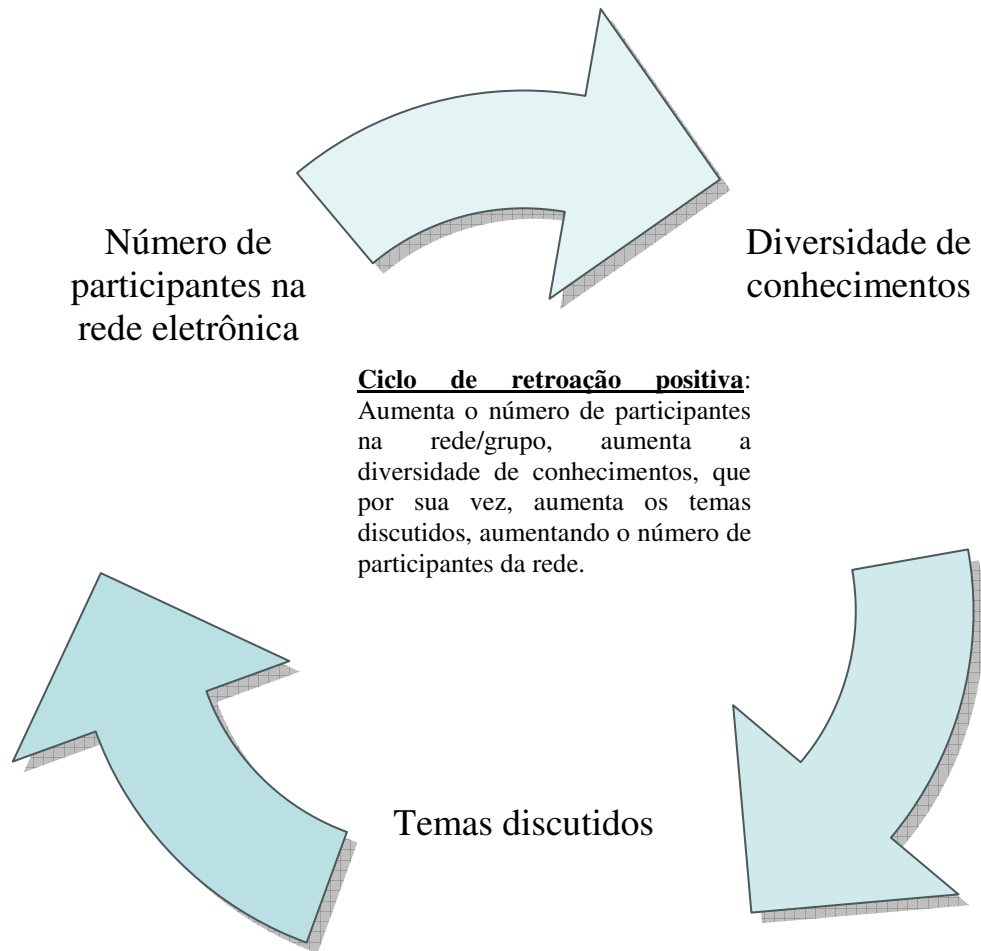 Número de
participantes na
rede eletrônica
Diversidade de
conhecimentos
Ciclo de retroação positiva:
Aumenta o número de participantes
na rede/grupo, aumenta a
diversidade de conhecimentos, que
por sua vez, aumenta os temas
discutidos, aumentando o número de
participantes da rede.
Temas discutidos